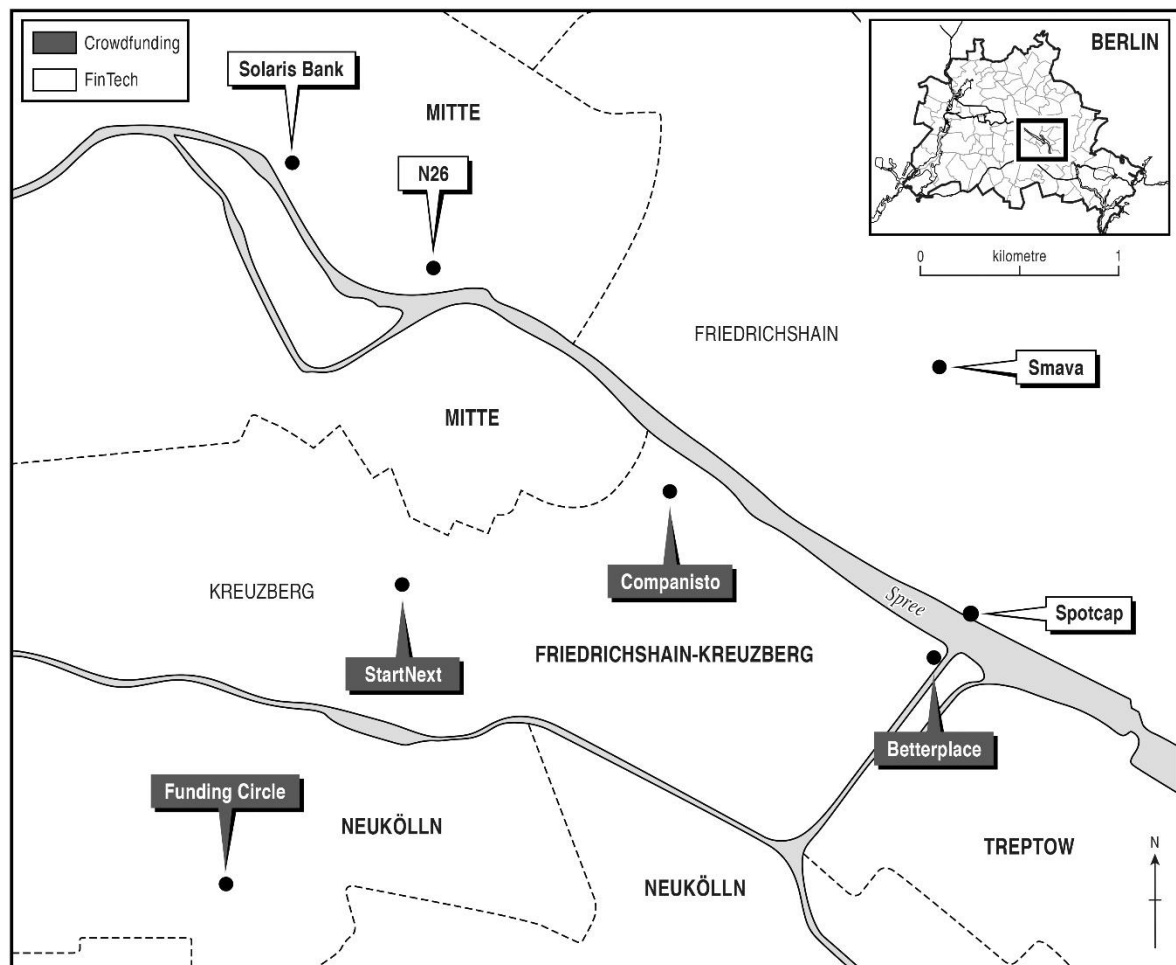 Crowdfunding
FinTech
Solaris Bank
MITTE
N26
BERLIN
0 kilometre 1
FRIEDRICHSHAIN
Smava
MITTE
Companisto
KREUZBERG
Spree
Spotcap
StartNext
FRIEDRICHSHAIN-KREUZBERG
Betterplace
Funding Circle
NEUKÖLLN
TREPTOW
NEUKÖLLN
N